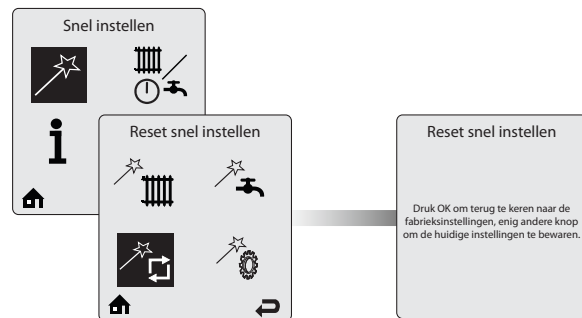 Snel instellen
Reset snel instellen
Reset snel instellen
Druk OK om terug te keren naar de
fabrieksinstellingen, enig andere knop
om de huidige instellingen te bewaren.